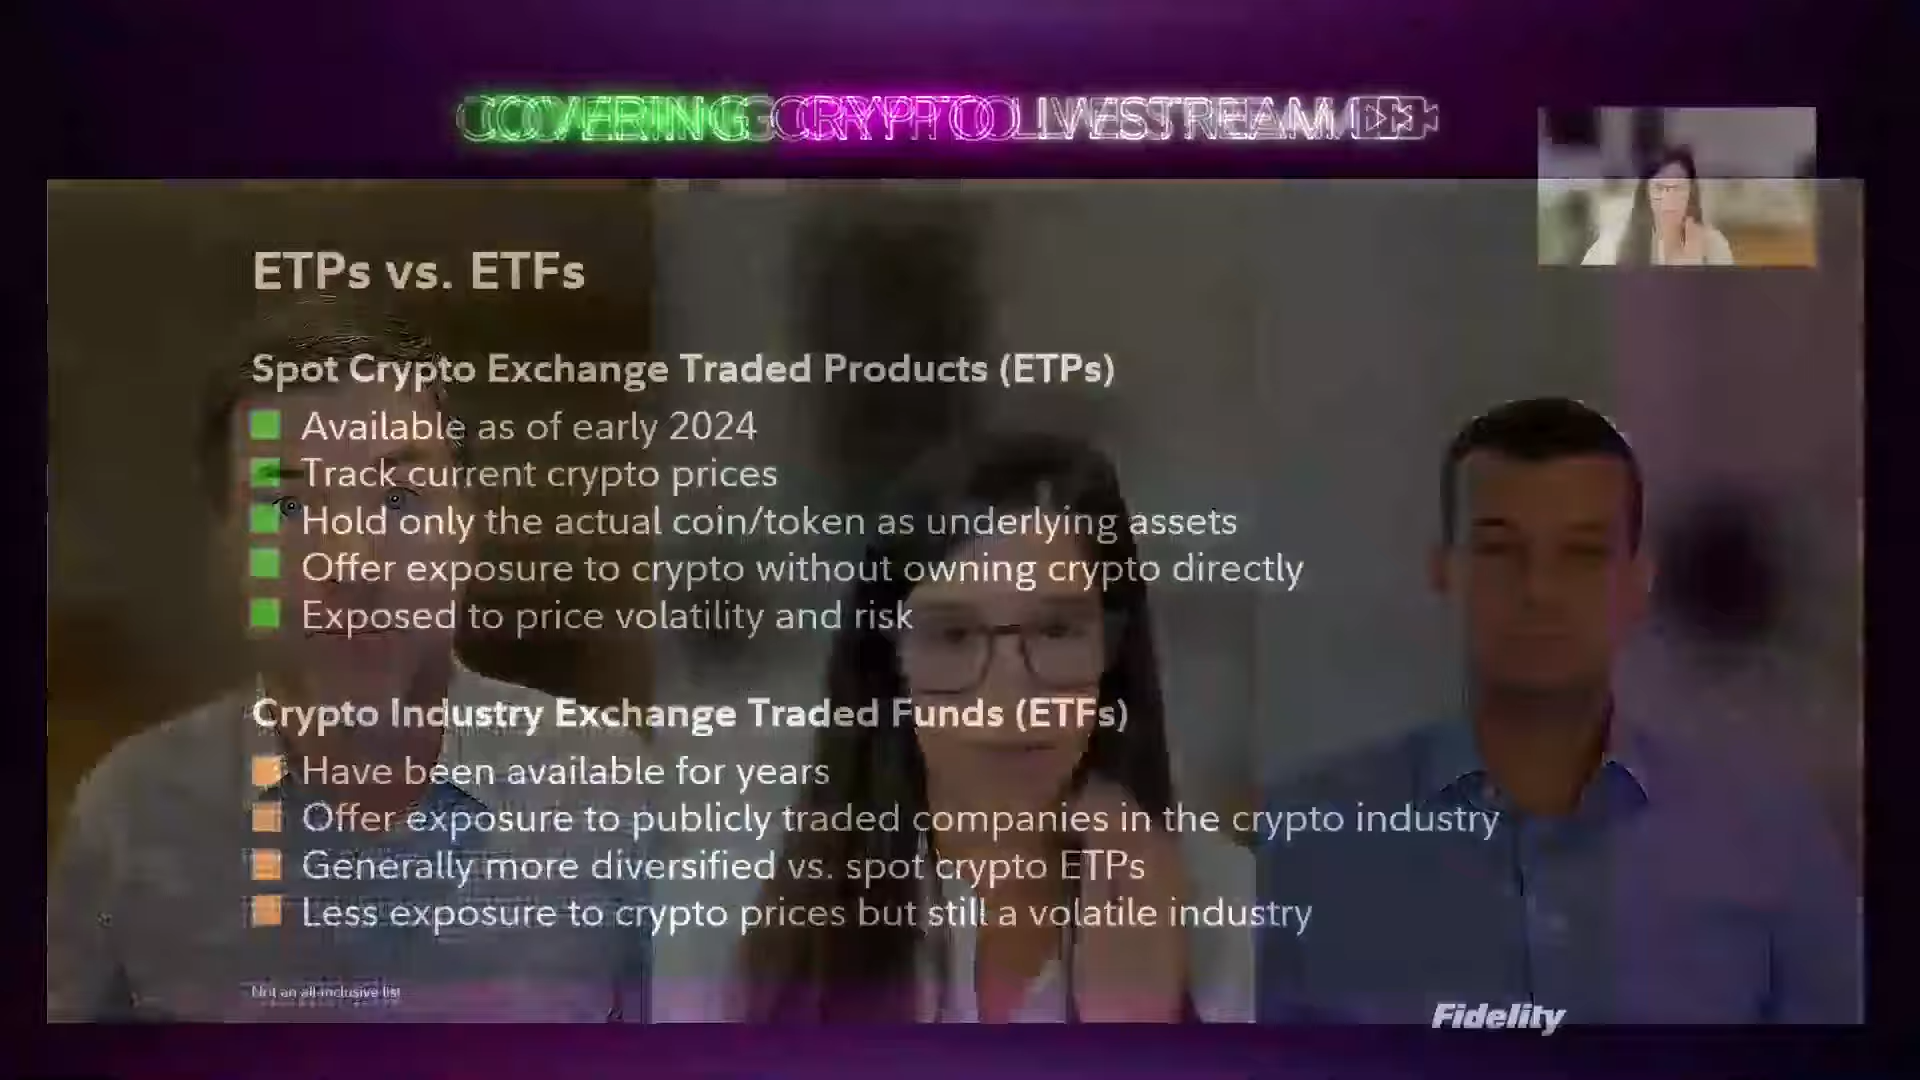 COVERING CRYPTO LIVESTREAM
ETPs vs. ETFs
Spot Crypto Exchange Traded Products (ETPs)
Available as of early 2024
Track current crypto prices
Hold only the actual coin/token as underlying assets
Offer exposure to crypto without owning crypto directly
Exposed to price volatility and risk
Crypto Industry Exchange Traded Funds (ETFs)
Have been available for years
Offer exposure to publicly traded companies in the crypto industry
Generally more diversified vs. spot crypto ETPs
Less exposure to crypto prices but still a volatile industry
Not an all-inclusive list
Fidelity